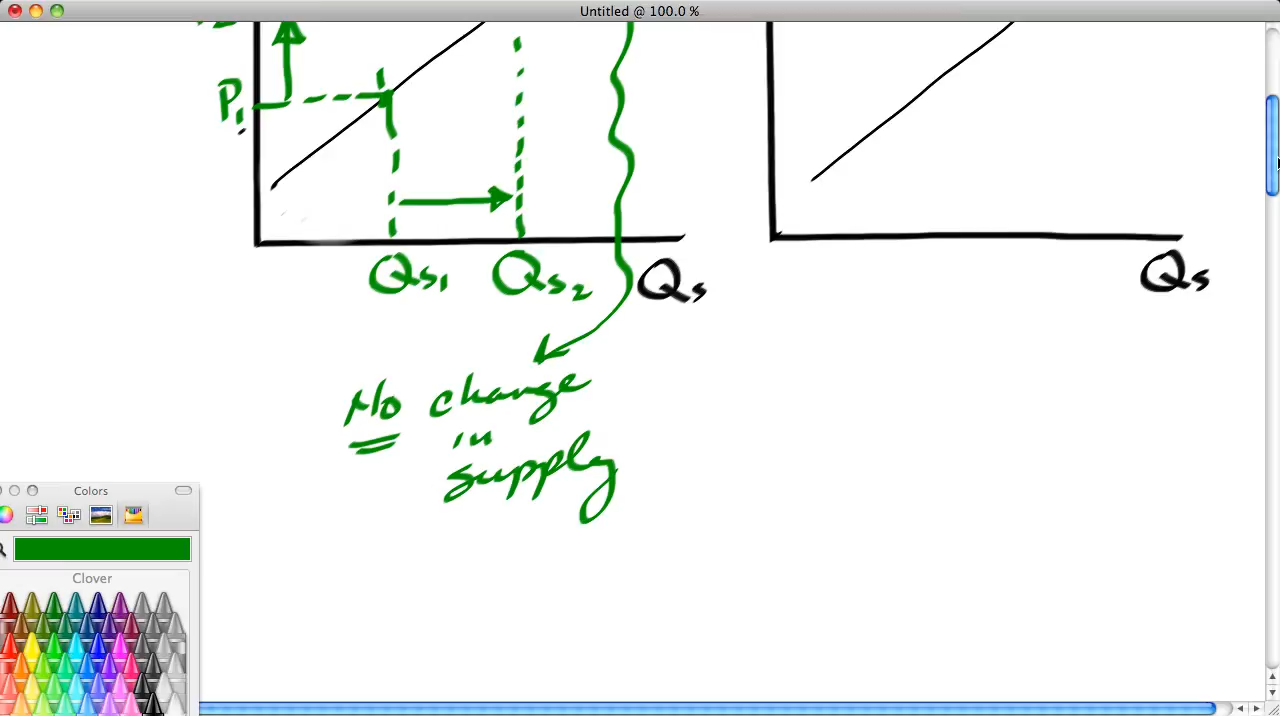 Untitled @ 100.0 %
P1
Qs1 Qs2 Qs
Qs
No change
in
supply
Colors
Clover